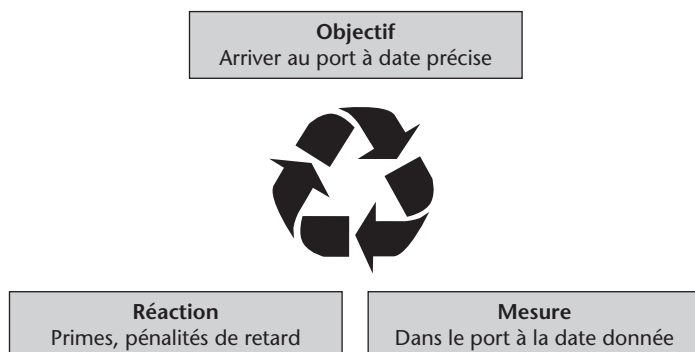 Objectif
Arriver au port à date précise
Réaction
Primes, pénalités de retard
Mesure
Dans le port à la date donnée